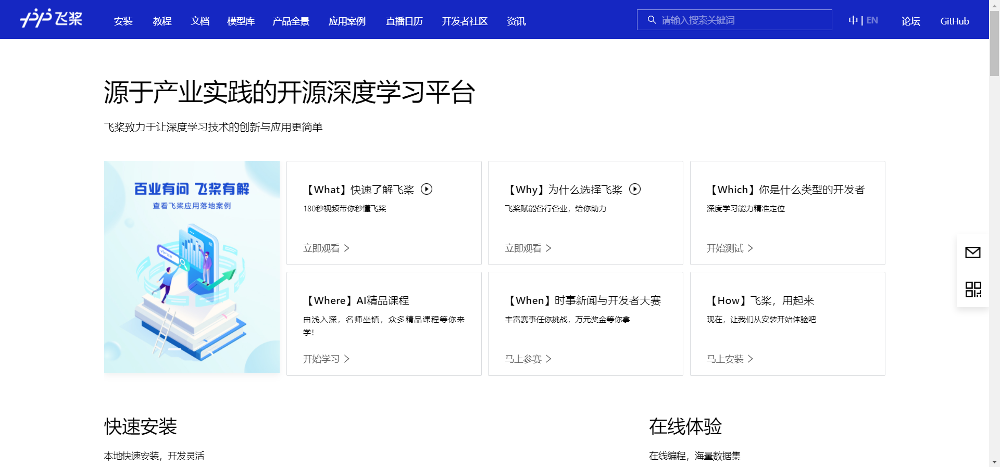 飞桨
安装
教程
文档
模型库
产品全景
应用案例
直播日历
开发者社区
资讯
请输入搜索关键词
中 | EN
论坛
GitHub
源于产业实践的开源深度学习平台
飞桨致力于让深度学习技术的创新与应用更简单
百业有问 飞桨有解
查看飞桨应用落地案例
【What】快速了解飞桨
180秒视频带你秒懂飞桨
立即观看
【Why】为什么选择飞桨
飞桨赋能各行各业，给你助力
立即观看
【Which】你是什么类型的开发者
深度学习能力精准定位
开始测试
【Where】AI精品课程
由浅入深，名师坐镇，众多精品课程等你来
学！
开始学习
【When】时事新闻与开发者大赛
丰富赛事任你挑战，万元奖金等你拿
马上参赛
【How】飞桨，用起来
现在，让我们从安装开始体验吧
马上安装
快速安装
本地快速安装，开发灵活
在线体验
在线编程，海量数据集